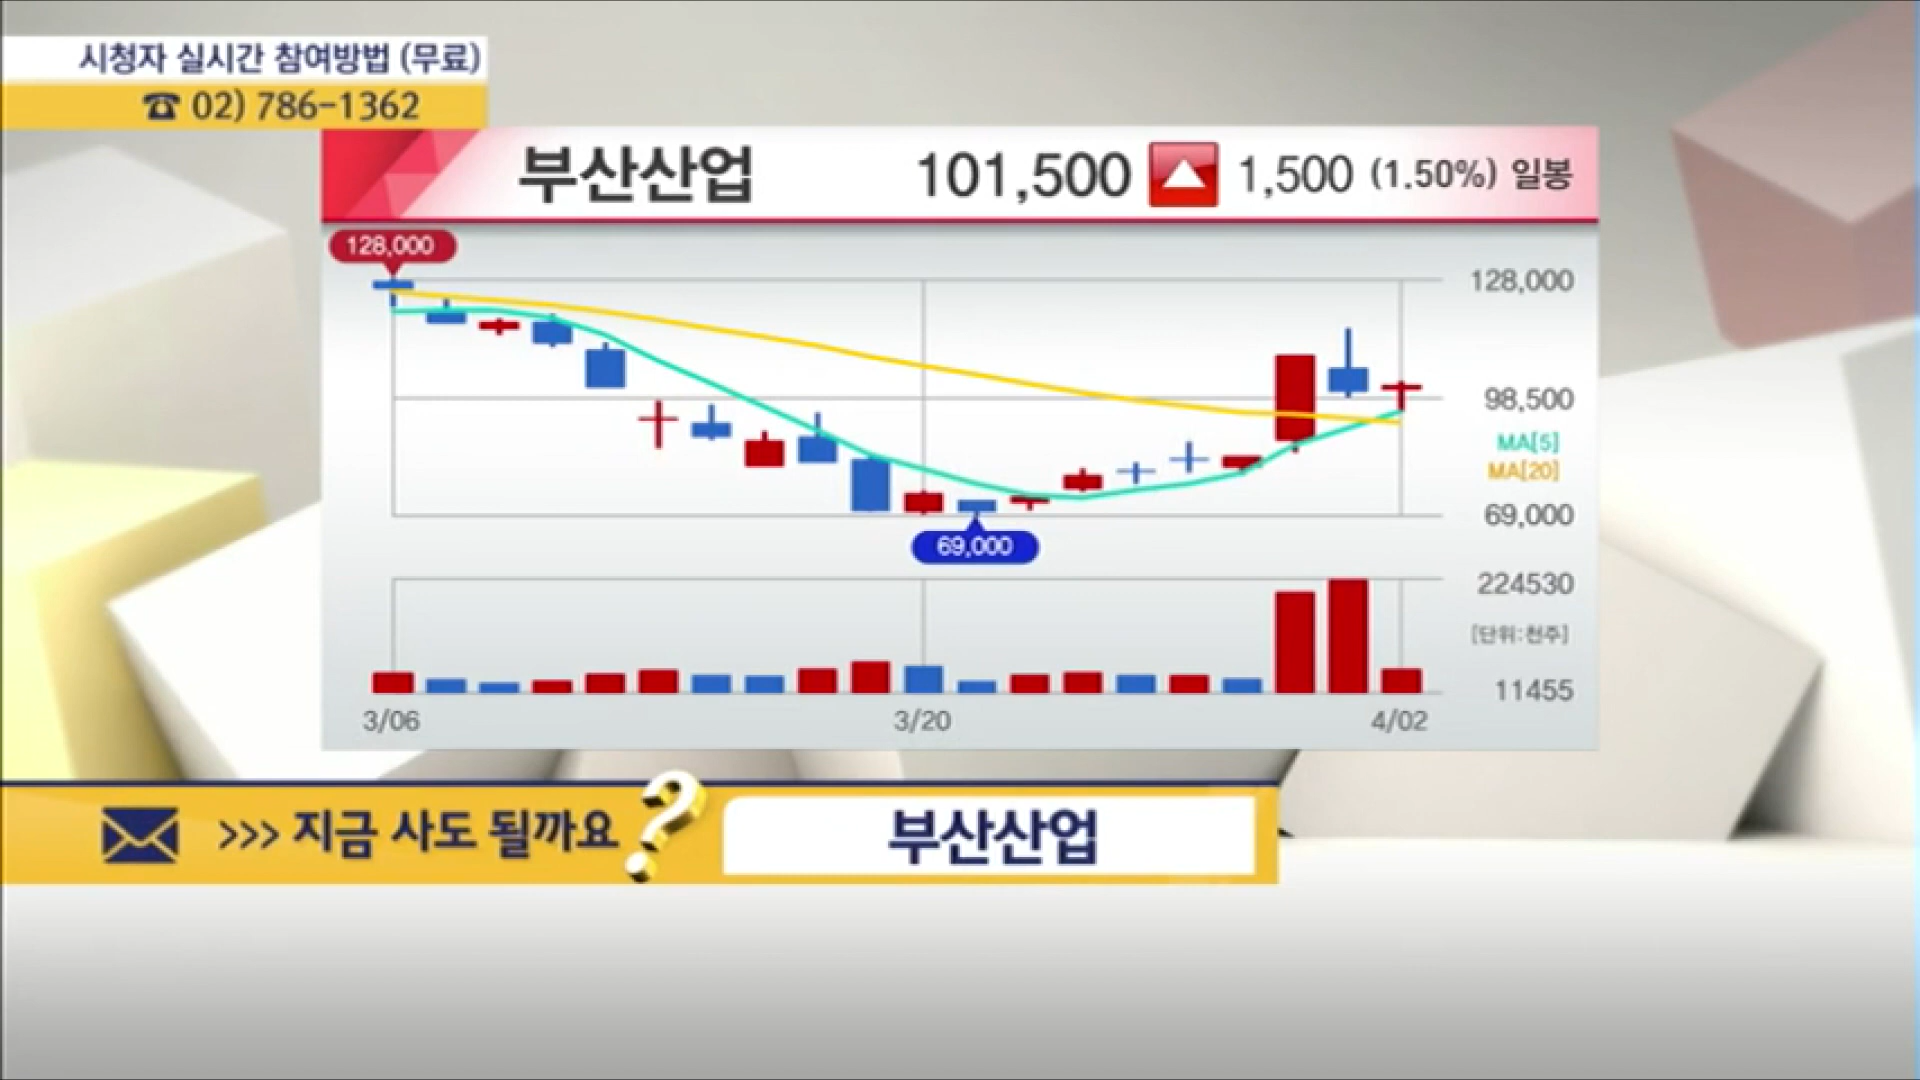 시청자 실시간 참여방법 (무료)
☎ 02) 786-1362
부산산업 101,500 ▲ 1,500 (1.50%) 일봉
128,000
128,000
98,500
MA[5]
MA[20]
69,000
69,000
224530
[단위:천주]
11455
3/06 3/20 4/02
>>> 지금 사도 될까요? 부산산업